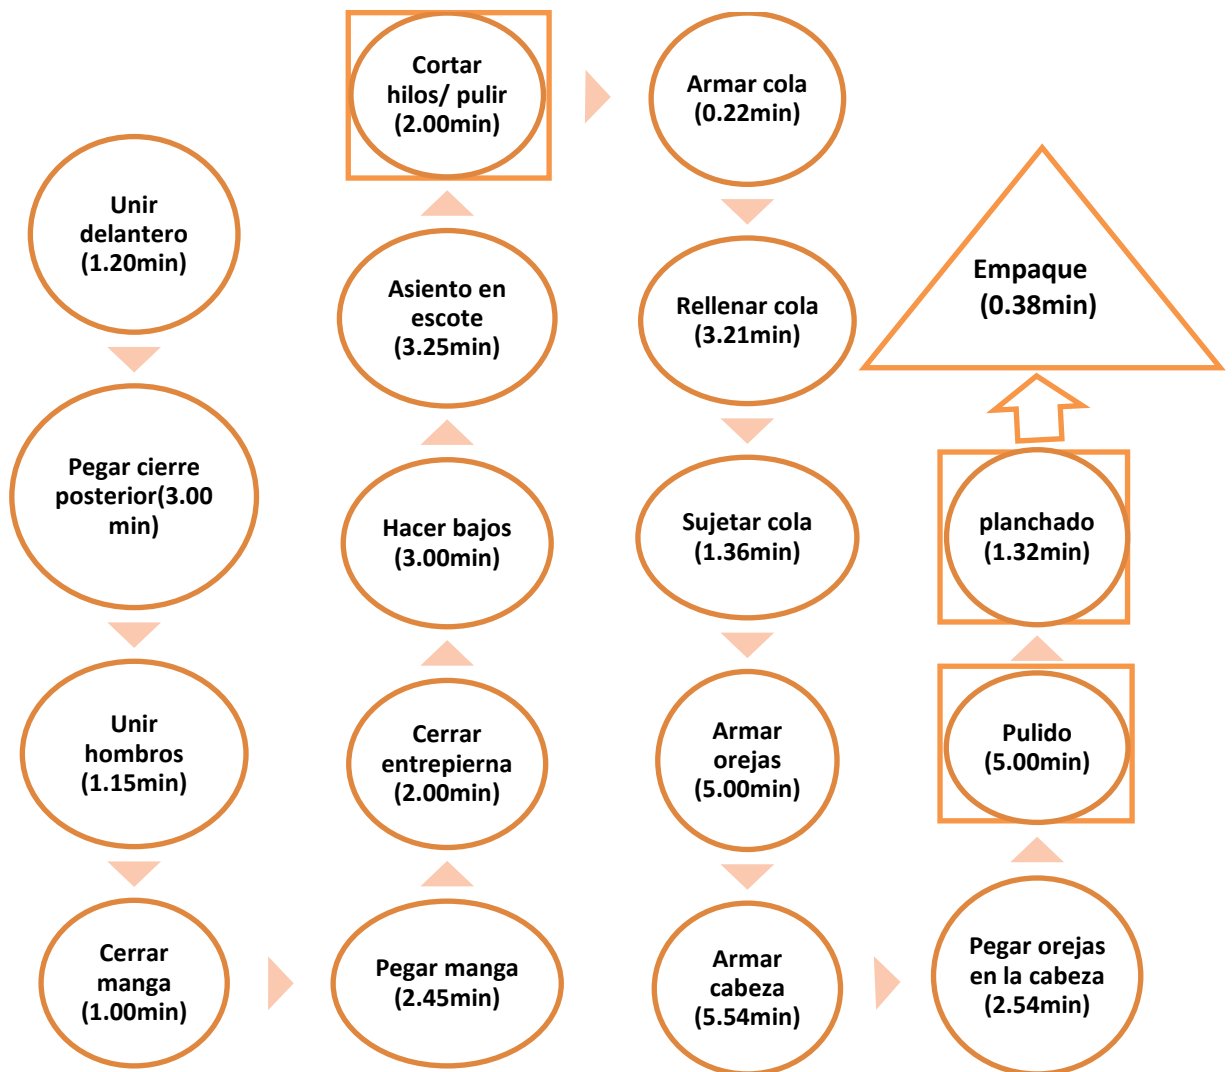 Unir
delantero
(1.20min)
Pegar cierre
posterior(3.00
min)
Unir
hombros
(1.15min)
Cerrar
manga
(1.00min)
Pegar manga
(2.45min)
Cerrar
entrepierna
(2.00min)
Hacer bajos
(3.00min)
Asiento en
escote
(3.25min)
Cortar
hilos/ pulir
(2.00min)
Armar cola
(0.22min)
Rellenar cola
(3.21min)
Sujetar cola
(1.36min)
Armar
orejas
(5.00min)
Armar
cabeza
(5.54min)
Pegar orejas
en la cabeza
(2.54min)
Pulido
(5.00min)
planchado
(1.32min)
Empaque
(0.38min)